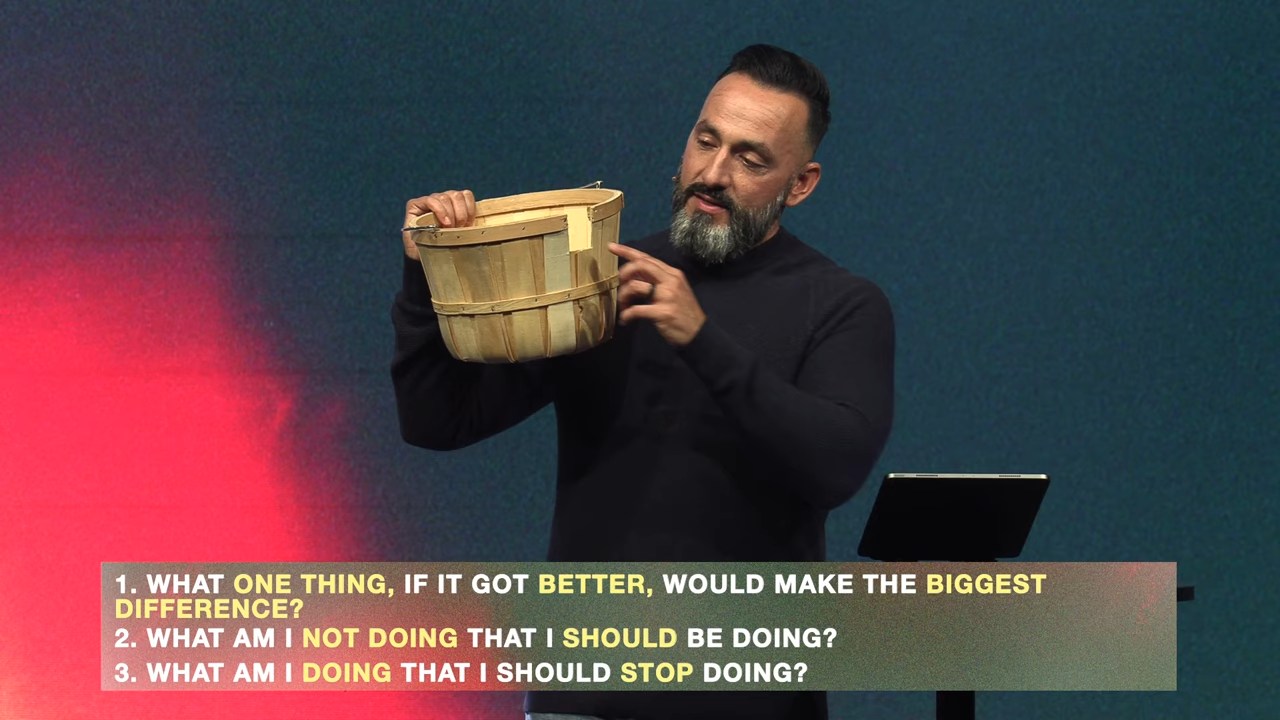 1. WHAT ONE THING, IF IT GOT BETTER, WOULD MAKE THE BIGGEST
DIFFERENCE?
2. WHAT AM I NOT DOING THAT I SHOULD BE DOING?
3. WHAT AM I DOING THAT I SHOULD STOP DOING?